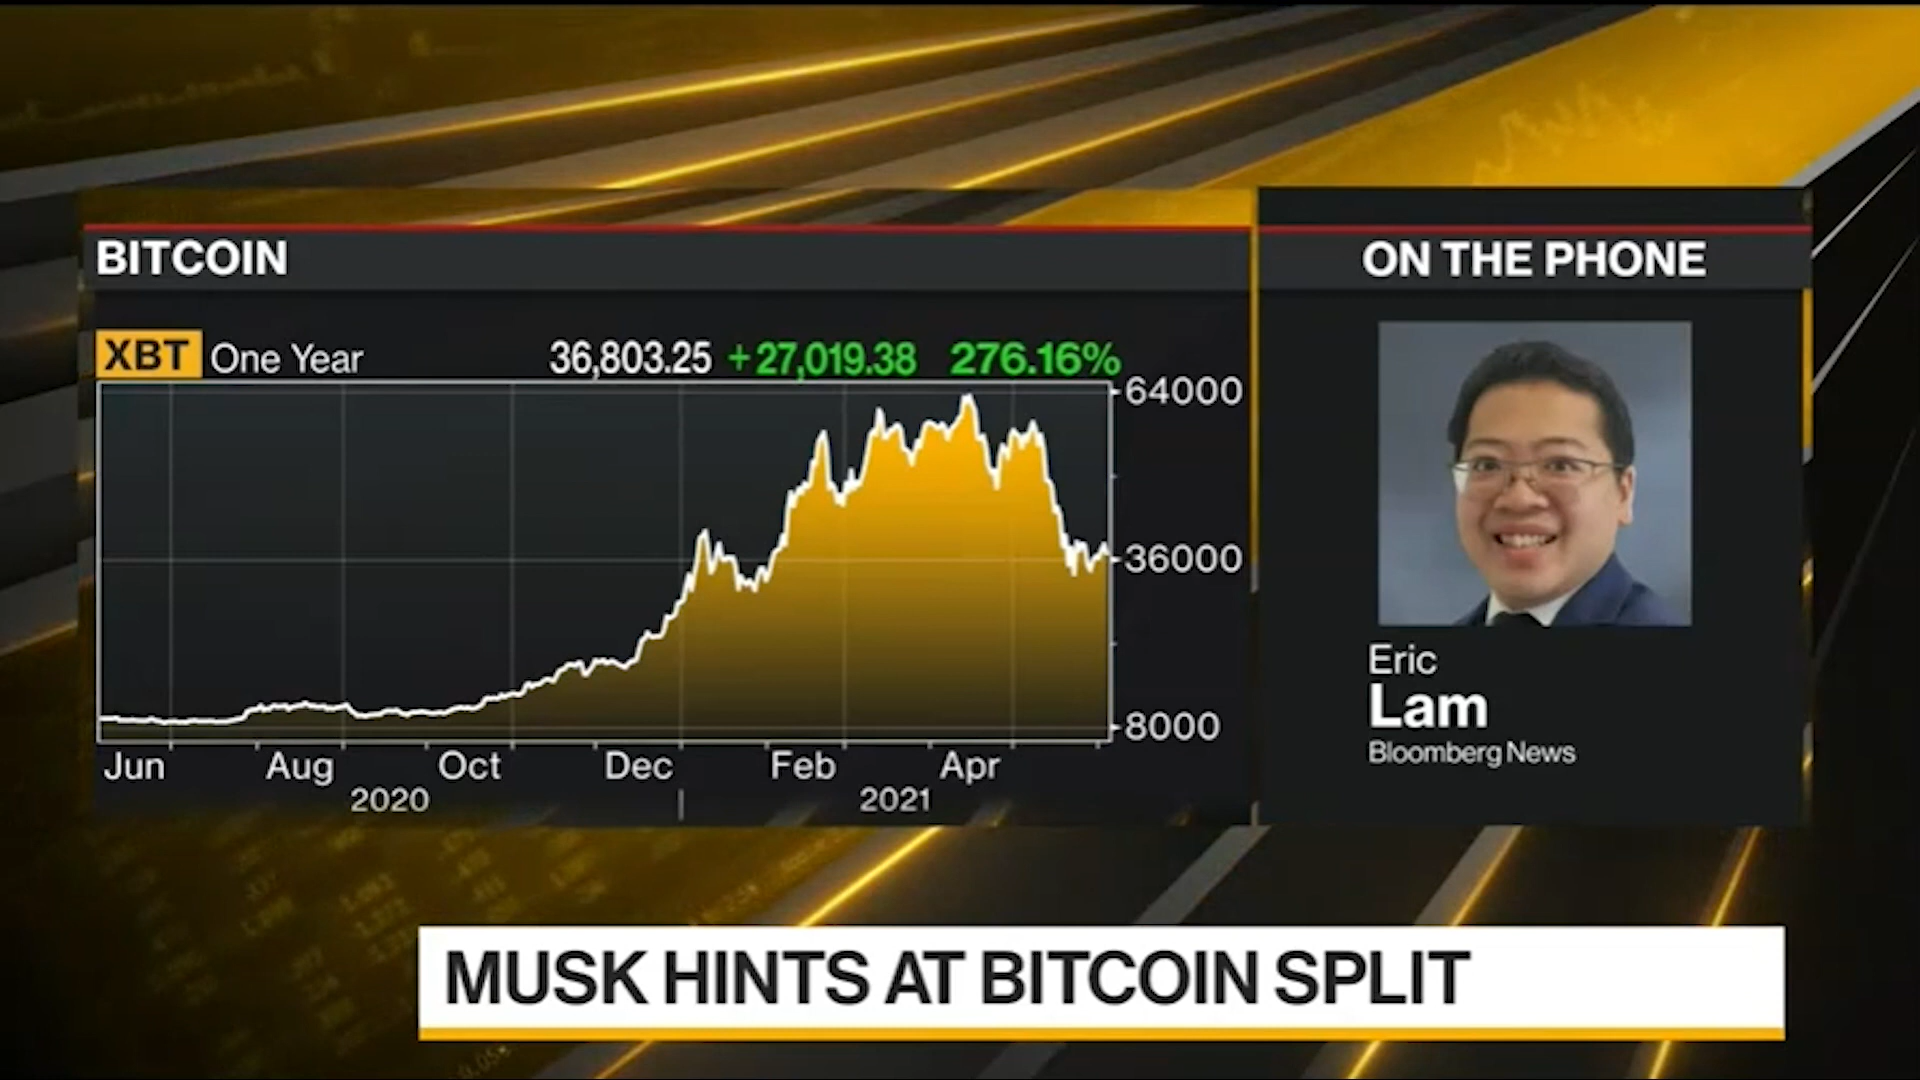 BITCOIN
XBT One Year 36,803.25 +27,019.38 276.16%
64000
36000
8000
Jun Aug Oct Dec Feb Apr
2020 2021
ON THE PHONE
Eric
Lam
Bloomberg News
MUSK HINTS AT BITCOIN SPLIT